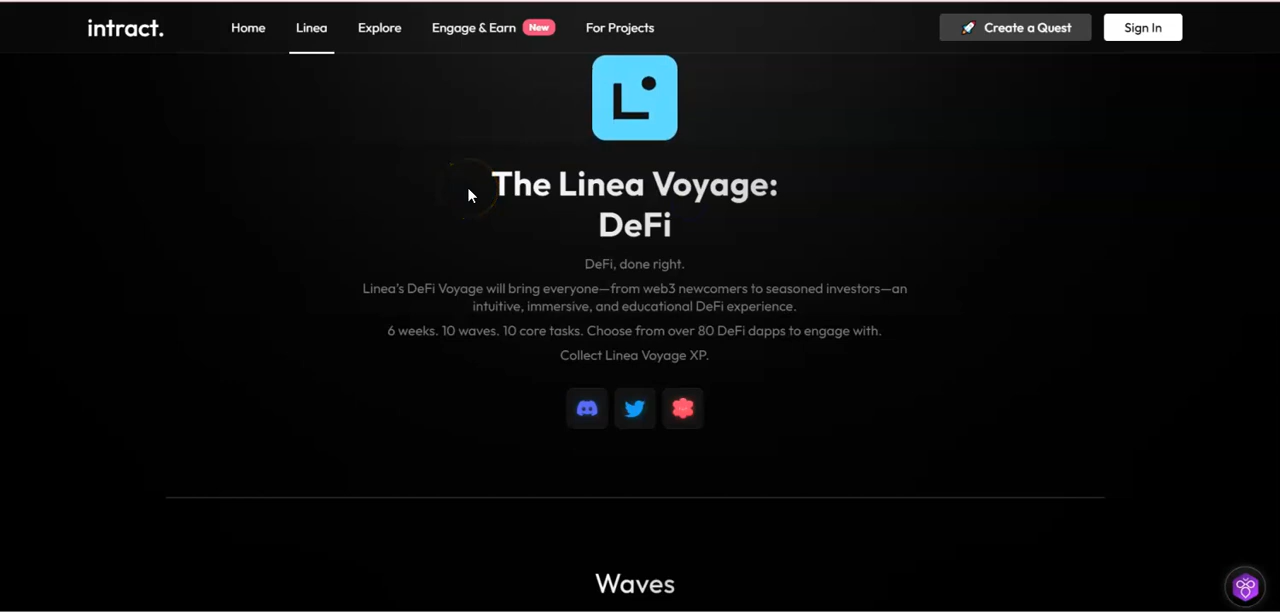 intract.
Home
Linea
Explore
Engage & Earn
New
For Projects
Create a Quest
Sign In
The Linea Voyage:
DeFi
DeFi, done right.
Linea's DeFi Voyage will bring everyone—from web3 newcomers to seasoned investors—an
intuitive, immersive, and educational DeFi experience.
6 weeks. 10 waves. 10 core tasks. Choose from over 80 DeFi dapps to engage with.
Collect Linea Voyage XP.
Waves